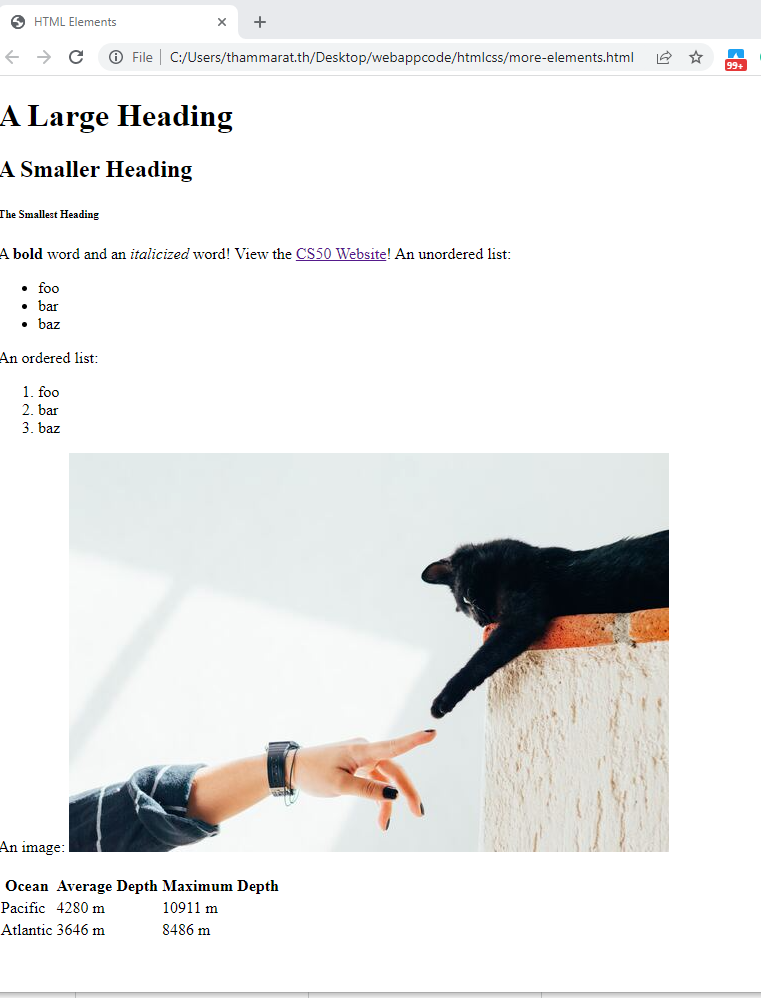 HTML Elements
File C:/Users/thammarat.th/Desktop/webappcode/htmlcss/more-elements.html
99+
A Large Heading
A Smaller Heading
The Smallest Heading
A bold word and an italicized word! View the CS50 Website! An unordered list:
• foo
• bar
• baz
An ordered list:
1. foo
2. bar
3. baz
An image:
Ocean Average Depth Maximum Depth
Pacific 4280 m 10911 m
Atlantic 3646 m 8486 m